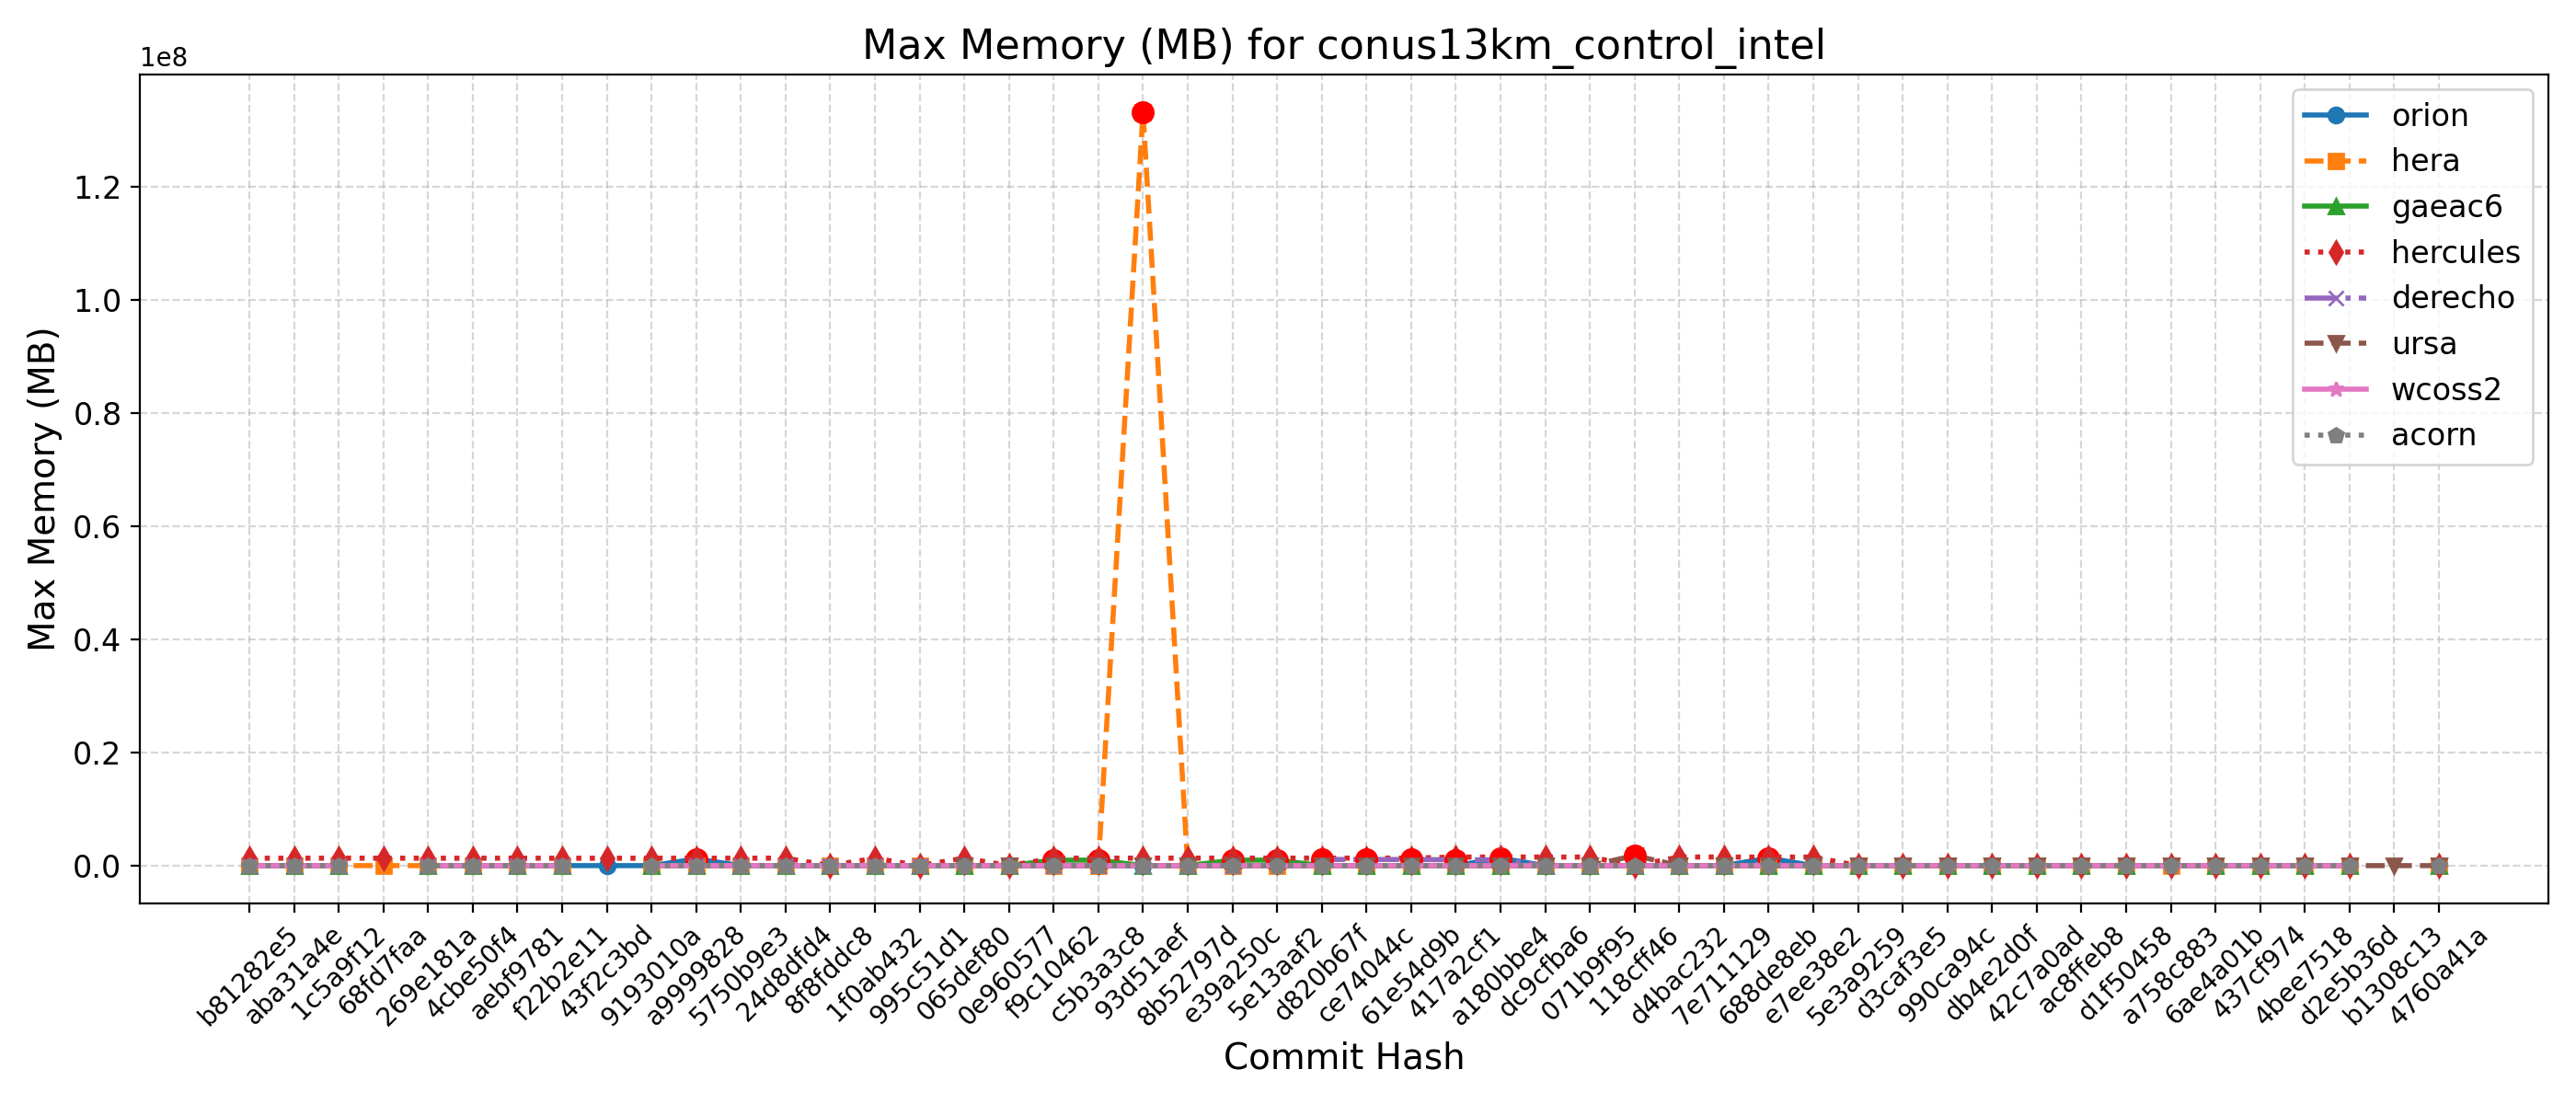 Max Memory (MB) for conus13km_control_intel
1e8
1.2
1.0
0.8
0.6
0.4
0.2
0.0
Max Memory (MB)
orion
hera
gaeac6
hercules
derecho
ursa
wcoss2
acorn
b81282e5
aba31a4e
1c5a9f12
68fd7faa
269e181a
4cbe50f4
aebf9781
f22b2e11
43f2c3bd
9193010a
a9999828
5750b9e3
24d8dfd4
8f8fddc8
1f0ab432
995c51d1
065def80
0e960577
f9c10462
c5b3a3c8
93d51aef
8b52797d
e39a250c
5e13aaf2
d820b67f
ce74044c
61e54d9b
417a2cf1
a180bbe4
dc9cfba6
071b9f95
118cff46
d4bac232
7e711129
688de8eb
e7ee38e2
5e3a9259
d3caf3e5
990ca94c
db4e2d0f
42c7a0ad
ac8ffeb8
d1f50458
a758c883
6ae4a01b
437cf974
4bee7518
d2e5b36d
b1308c13
4760a41a
Commit Hash